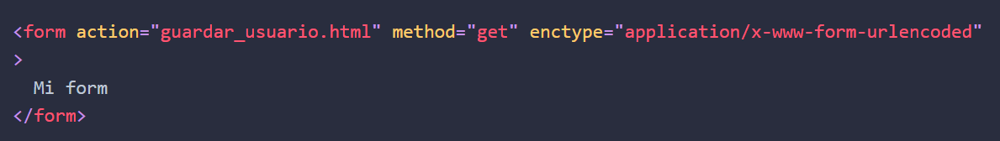 <form action="guardar_usuario.html" method="get" enctype="application/x-www-form-urlencoded"
>
  Mi form
</form>